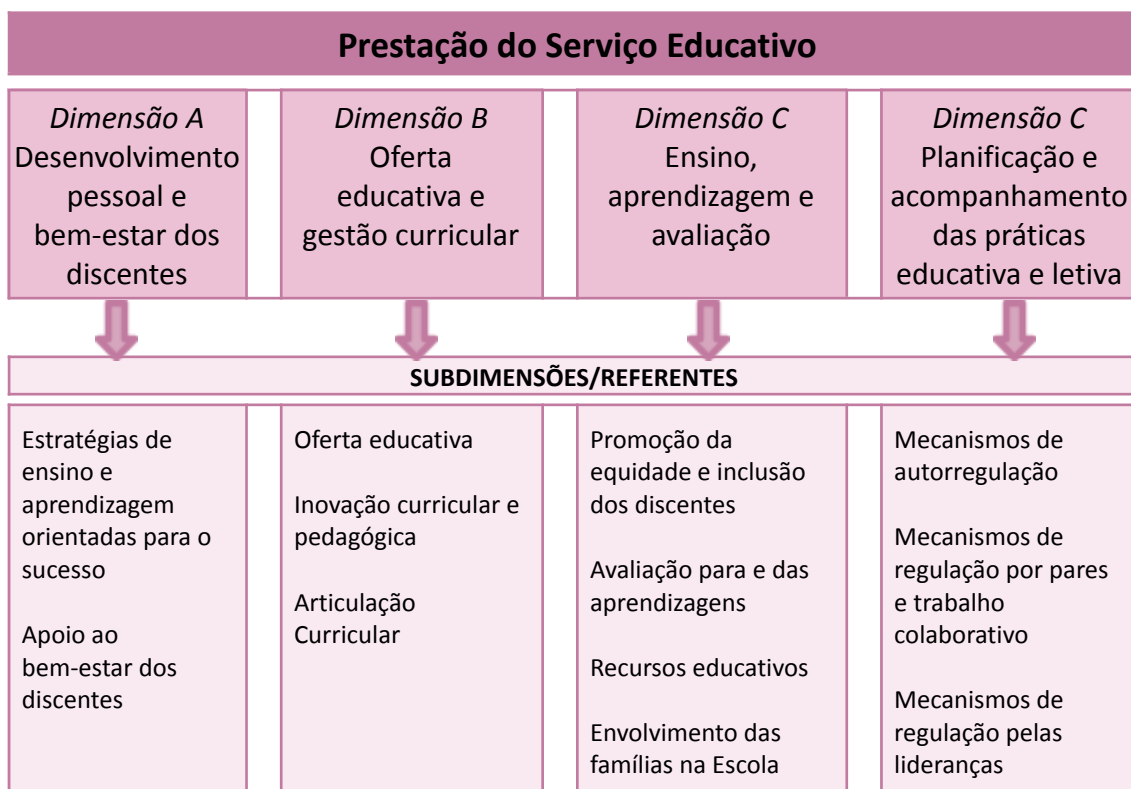 Prestação do Serviço Educativo
Dimensão A
Desenvolvimento
pessoal e
bem-estar dos
discentes
Dimensão B
Oferta
educativa e
gestão curricular
Dimensão C
Ensino,
aprendizagem e
avaliação
Dimensão C
Planificação e
acompanhamento
das práticas
educativa e letiva
SUBDIMENSÕES/REFERENTES
Estratégias de
ensino e
aprendizagem
orientadas para o
sucesso
Apoio ao
bem-estar dos
discentes
Oferta educativa
Inovação curricular e
pedagógica
Articulação
Curricular
Promoção da
equidade e inclusão
dos discentes
Avaliação para e das
aprendizagens
Recursos educativos
Envolvimento das
famílias na Escola
Mecanismos de
autorregulação
Mecanismos de
regulação por pares
e trabalho
colaborativo
Mecanismos de
regulação pelas
lideranças